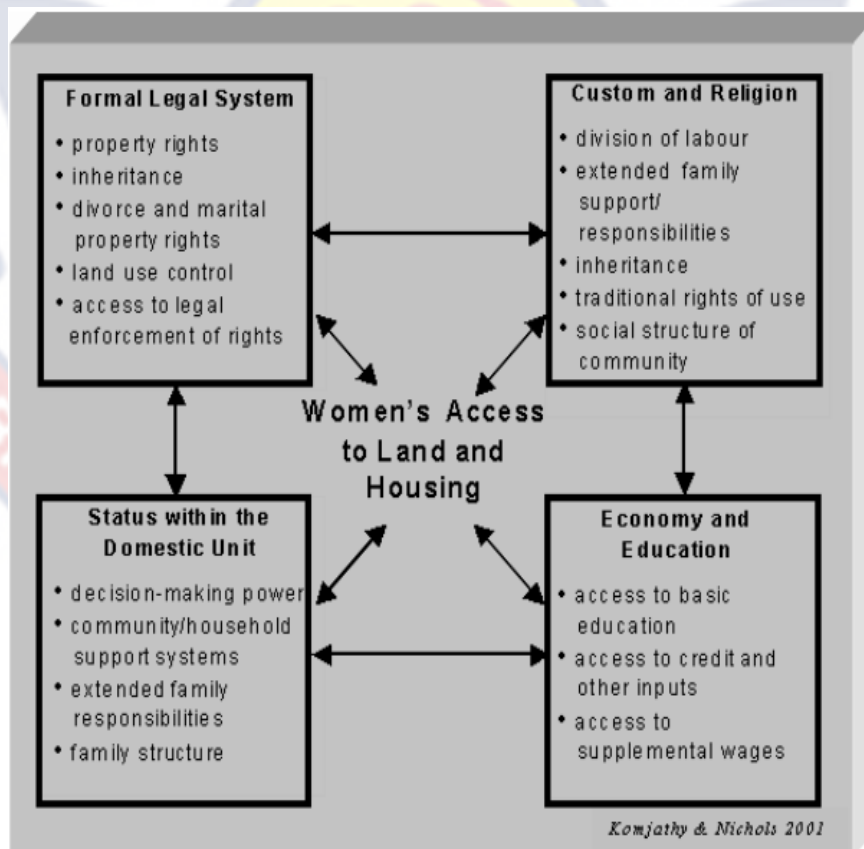 Formal Legal System
• property rights
• inheritance
• divorce and marital
property rights
• land use control
• access to legal
enforcement of rights
Custom and Religion
• division of labour
• extended family
support/
responsibilities
• inheritance
• traditional rights of use
• social structure of
community
Women's Access
to Land and
Housing
Status within the
Domestic Unit
• decision-making power
• community/household
support systems
• extended family
responsibilities
• family structure
Economy and
Education
• access to basic
education
• access to credit and
other inputs
• access to
supplemental wages
Komjathy & Nichols 2001